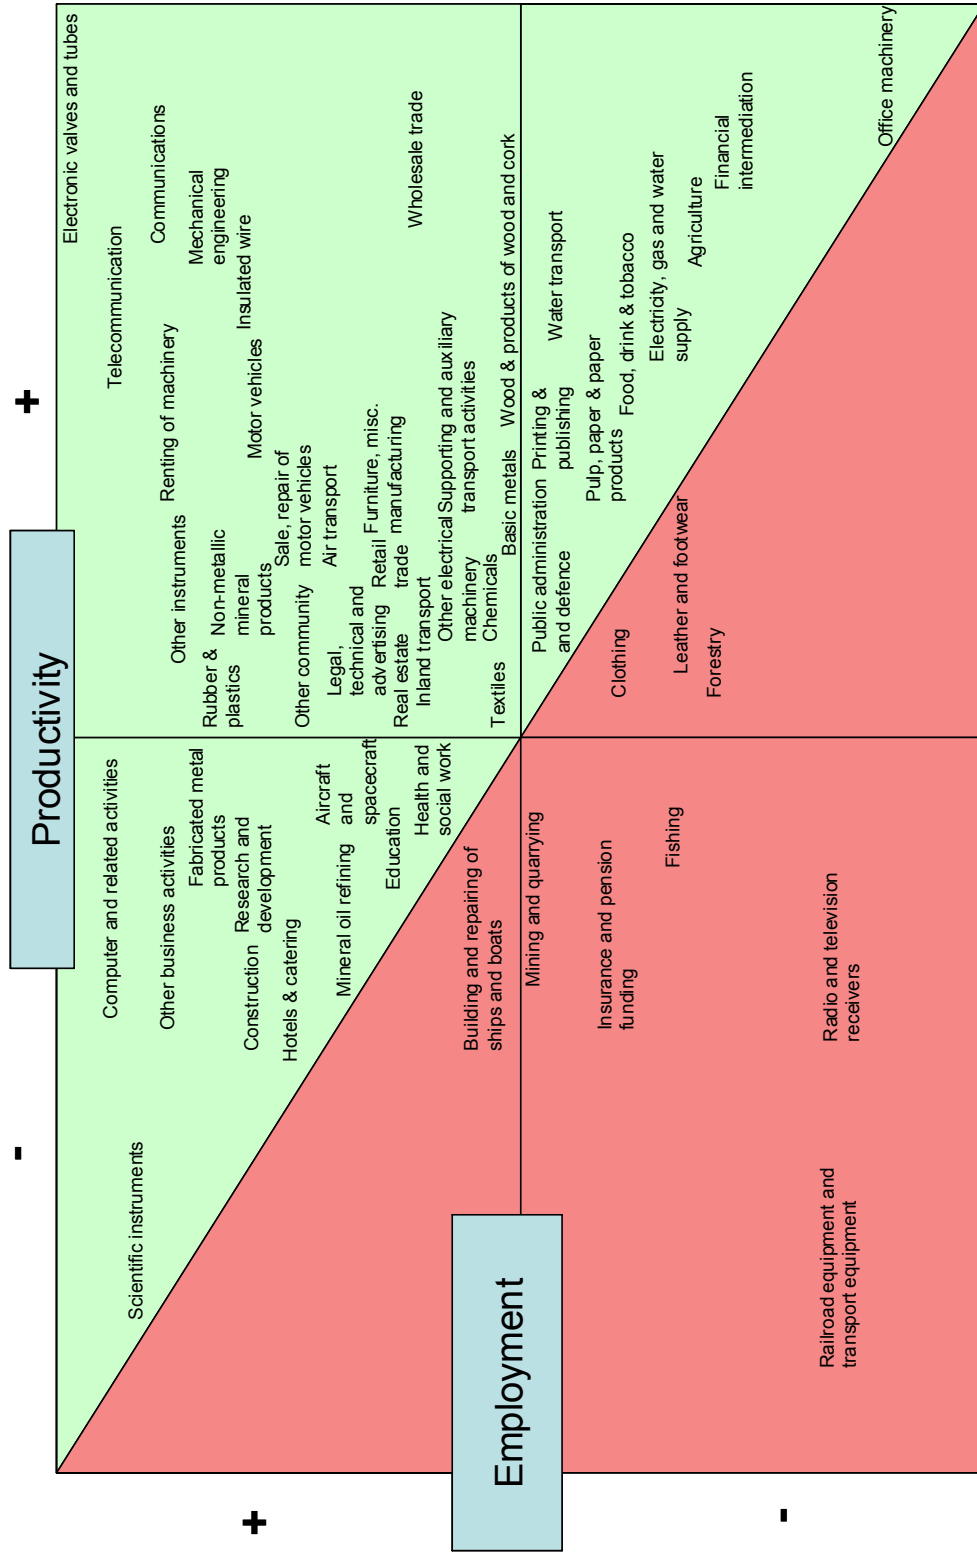 -
+
Productivity
+
Electronic valves and tubes
Computer and related activities
Telecommunication
Scientific instruments
Communications
Other business activities
Renting of machinery
Other instruments
Fabricated metal
products
Mechanical
engineering
Rubber &
plastics
Non-metallic
mineral
products
Insulated wire
Motor vehicles
Construction
Research and
development
Sale, repair of
motor vehicles
Hotels & catering
Other community
Air transport
Aircraft
and
spacecraft
Legal,
technical and
advertising
Mineral oil refining
Furniture, misc.
manufacturing
Retail
trade
Education
Real estate
Wholesale trade
Inland transport
Health and
social work
Other electrical
machinery
Supporting and auxiliary
transport activities
Building and repairing of
ships and boats
Chemicals
Textiles
Basic metals
Wood & products of wood and cork
Employment
-
Mining and quarrying
Public administration
and defence
Printing &
publishing
Water transport
Pulp, paper & paper
products
Insurance and pension
funding
Clothing
Food, drink & tobacco
Electricity, gas and water
supply
Fishing
Leather and footwear
Agriculture
Forestry
Financial
intermediation
Railroad equipment and
transport equipment
Radio and television
receivers
Office machinery